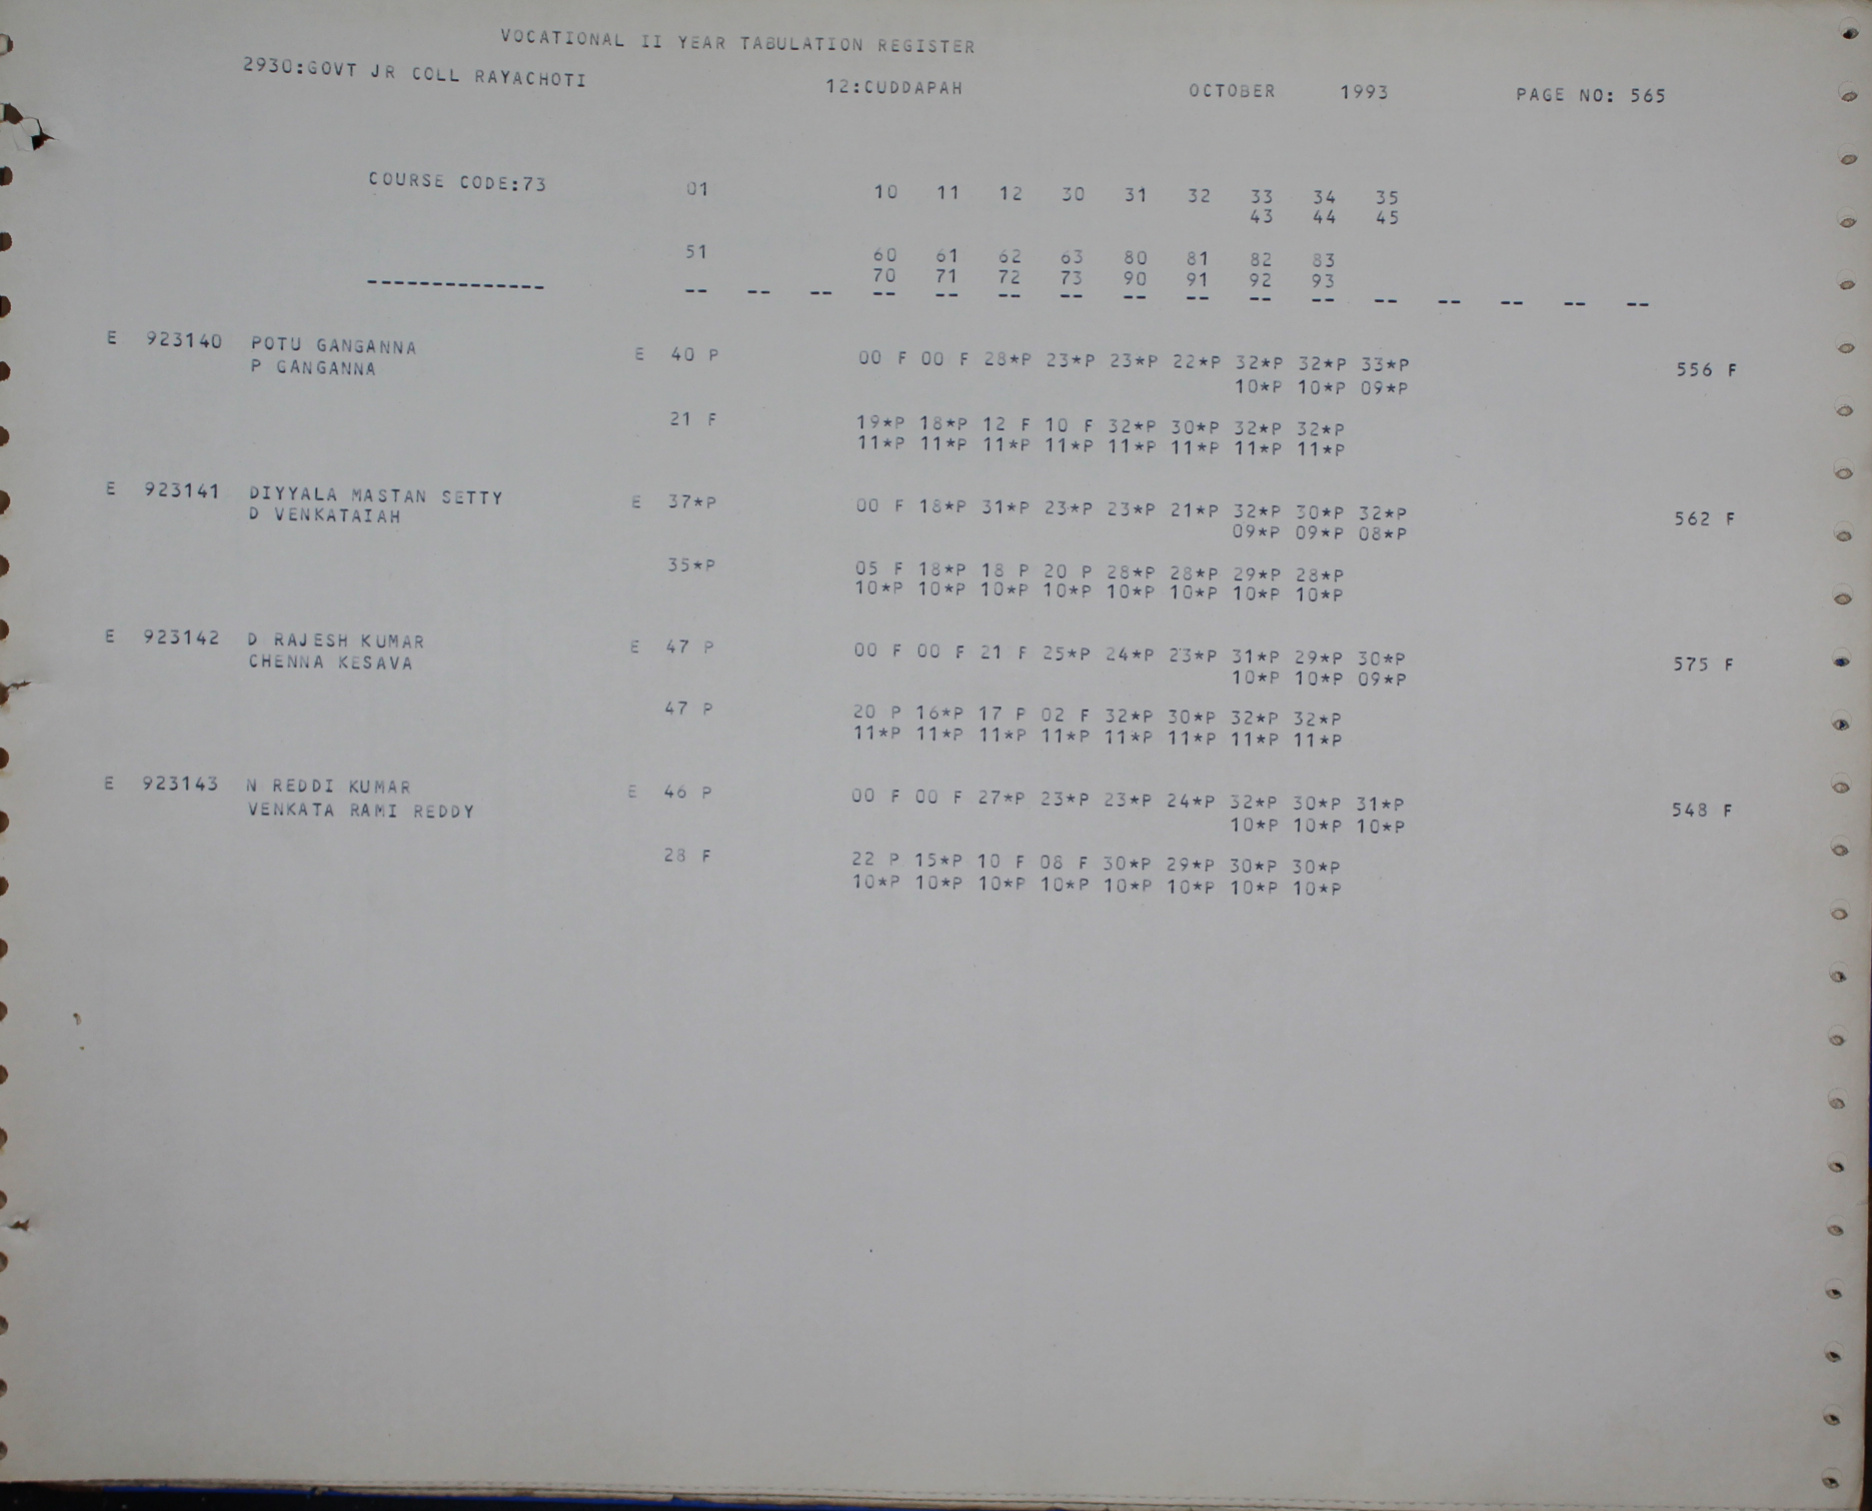 VOCATIONAL II YEAR TABULATION REGISTER
2930:GOVT JR COLL RAYACHOTI 12:CUDDAPAH OCTOBER 1993 PAGE NO: 565
COURSE CODE:73 01 10 11 12 30 31 32 33 34 35
43 44 45
51 60 61 62 63 80 81 82 83
70 71 72 73 90 91 92 93
-------------- -- -- -- -- -- -- -- -- -- -- -- -- -- -- -- --
E 923140 POTU GANGANNA E 40 P 00 F 00 F 28*P 23*P 23*P 22*P 32*P 32*P 33*P 556 F
P GANGANNA 10*P 10*P 09*P
21 F 19*P 18*P 12 F 10 F 32*P 30*P 32*P 32*P
11*P 11*P 11*P 11*P 11*P 11*P 11*P 11*P
E 923141 DIYYALA MASTAN SETTY E 37*P 00 F 18*P 31*P 23*P 23*P 21*P 32*P 30*P 32*P 562 F
D VENKATAIAH 09*P 09*P 08*P
35*P 05 F 18*P 18 P 20 P 28*P 28*P 29*P 28*P
10*P 10*P 10*P 10*P 10*P 10*P 10*P 10*P
E 923142 D RAJESH KUMAR E 47 P 00 F 00 F 21 F 25*P 24*P 23*P 31*P 29*P 30*P 575 F
CHENNA KESAVA 10*P 10*P 09*P
47 P 20 P 16*P 17 P 02 F 32*P 30*P 32*P 32*P
11*P 11*P 11*P 11*P 11*P 11*P 11*P 11*P
E 923143 N REDDI KUMAR E 46 P 00 F 00 F 27*P 23*P 23*P 24*P 32*P 30*P 31*P 548 F
VENKATA RAMI REDDY 10*P 10*P 10*P
28 F 22 P 15*P 10 F 08 F 30*P 29*P 30*P 30*P
10*P 10*P 10*P 10*P 10*P 10*P 10*P 10*P